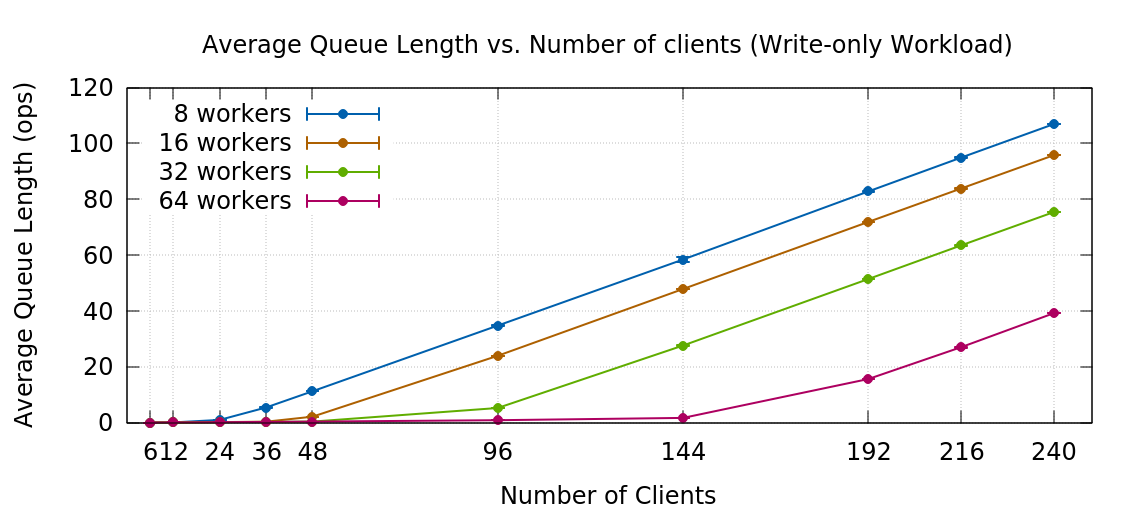 Average Queue Length vs. Number of clients (Write-only Workload)
Average Queue Length (ops)
120
100
80
60
40
20
0
8 workers
16 workers
32 workers
64 workers
6 12 24 36 48 96 144 192 216 240
Number of Clients